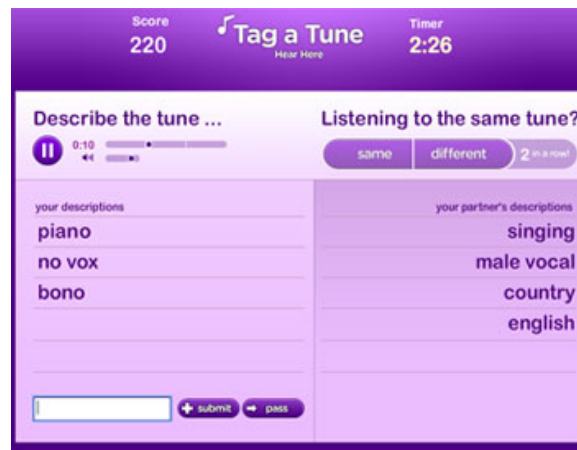 Score
220
Tag a Tune
Hear Here
Timer
2:26
Describe the tune ...
0:10
Listening to the same tune?
same
different
2 in a row!
your descriptions
piano
no vox
bono
your partner's descriptions
singing
male vocal
country
english
submit
pass